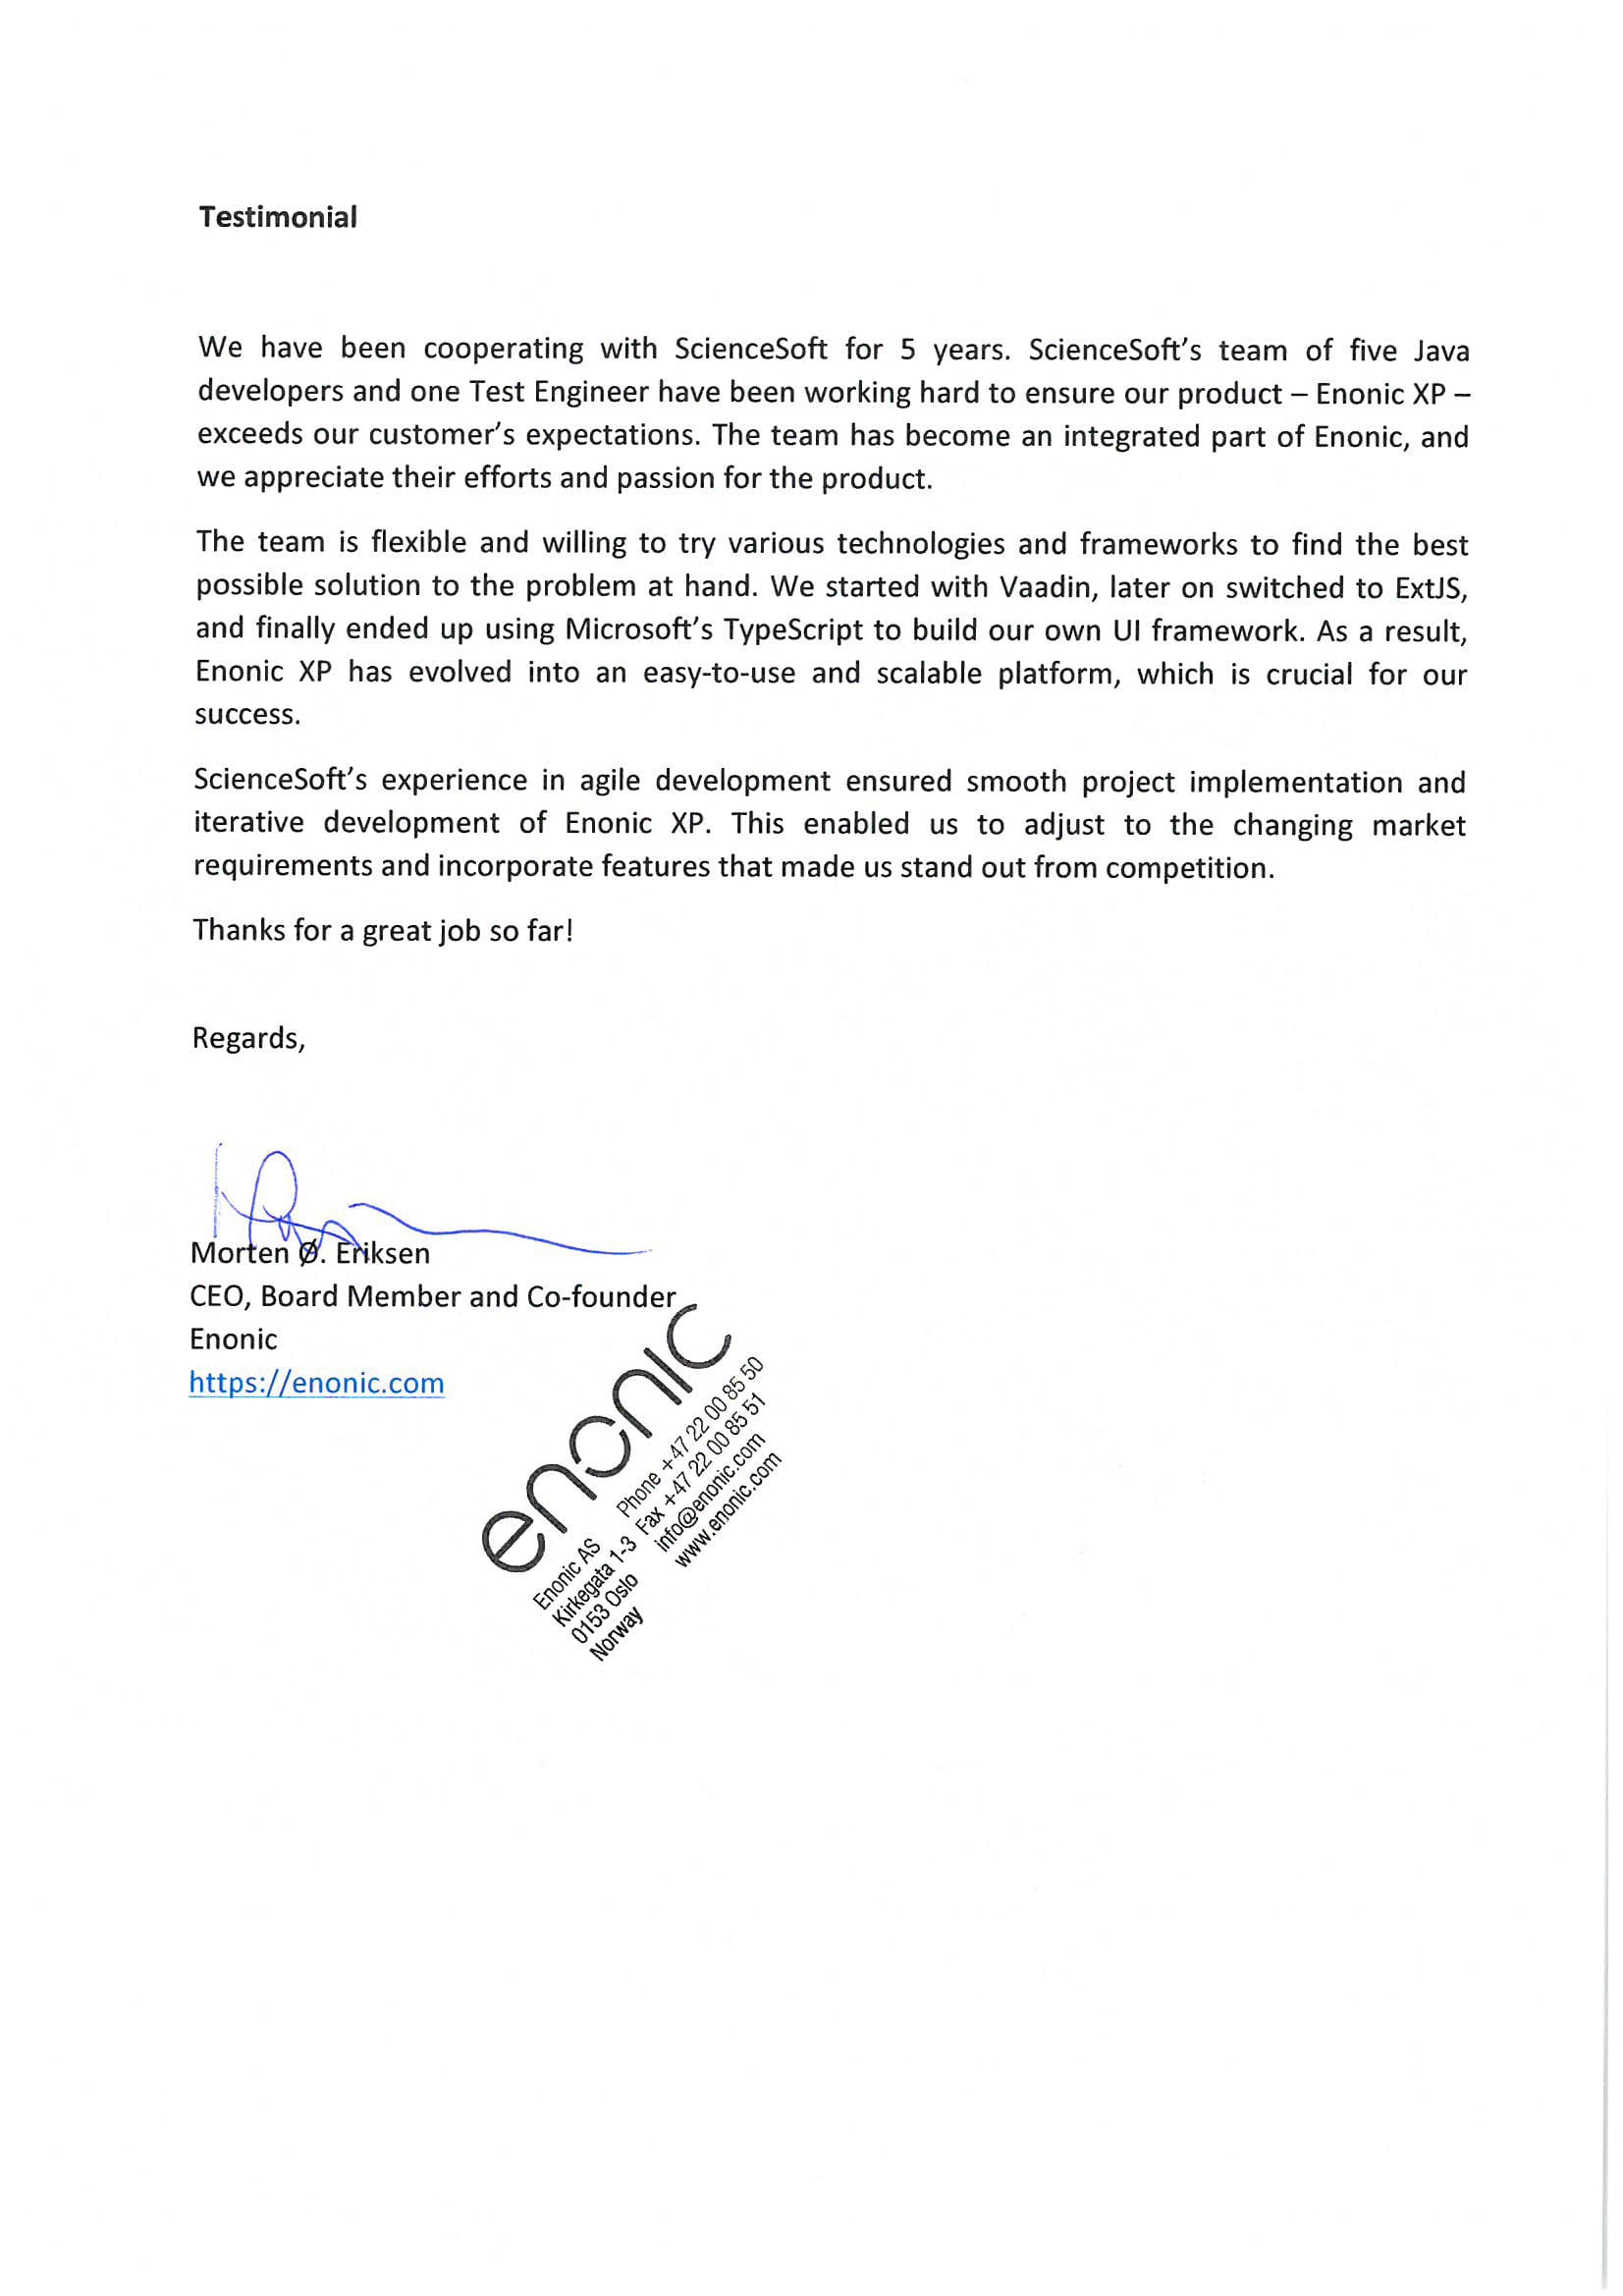 Testimonial
We have been cooperating with ScienceSoft for 5 years. ScienceSoft's team of five Java
developers and one Test Engineer have been working hard to ensure our product – Enonic XP –
exceeds our customer's expectations. The team has become an integrated part of Enonic, and
we appreciate their efforts and passion for the product.
The team is flexible and willing to try various technologies and frameworks to find the best
possible solution to the problem at hand. We started with Vaadin, later on switched to ExtJS,
and finally ended up using Microsoft's TypeScript to build our own UI framework. As a result,
Enonic XP has evolved into an easy-to-use and scalable platform, which is crucial for our
success.
ScienceSoft's experience in agile development ensured smooth project implementation and
iterative development of Enonic XP. This enabled us to adjust to the changing market
requirements and incorporate features that made us stand out from competition.
Thanks for a great job so far!
Regards,
Morten Ø. Eriksen
CEO, Board Member and Co-founder
Enonic
https://enonic.com
enonic
Enonic AS Phone +47 22 00 85 50
Kirkegata 1-3 Fax +47 22 00 85 51
0153 Oslo info@enonic.com
Norway www.enonic.com